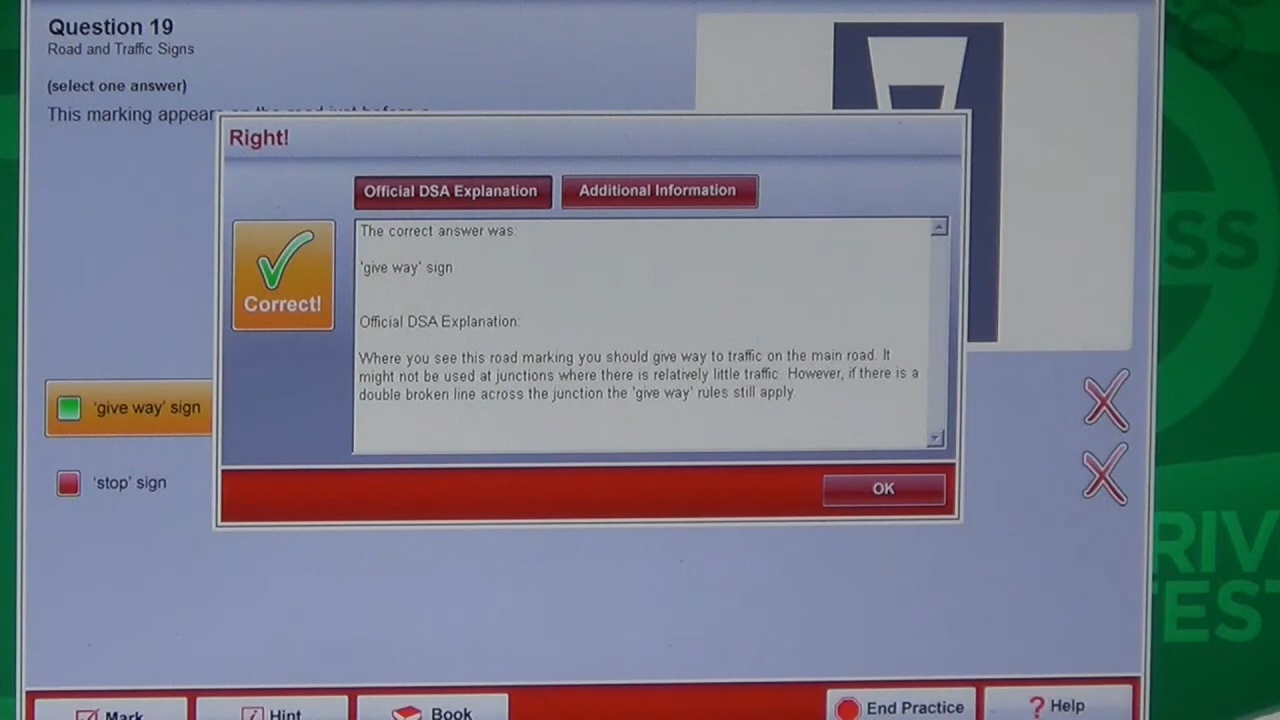 Question 19
Road and Traffic Signs
(select one answer)
This marking appear
Right!
Official DSA Explanation
Additional Information
The correct answer was:
'give way' sign
Official DSA Explanation:
Where you see this road marking you should give way to traffic on the main road. It
might not be used at junctions where there is relatively little traffic. However, if there is a
double broken line across the junction the 'give way' rules still apply.
Correct!
OK
'give way' sign
'stop' sign
SS
RIV
TEST
Mark
Hint
Book
End Practice
Help